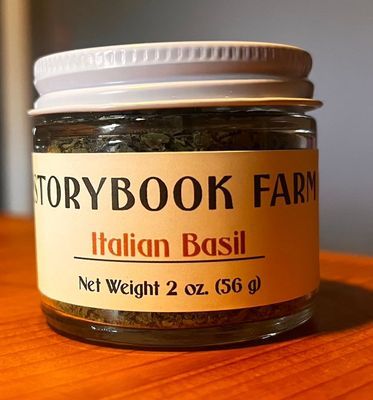 STORYBOOK FARM
Italian Basil
Net Weight 2 oz. (56 g)